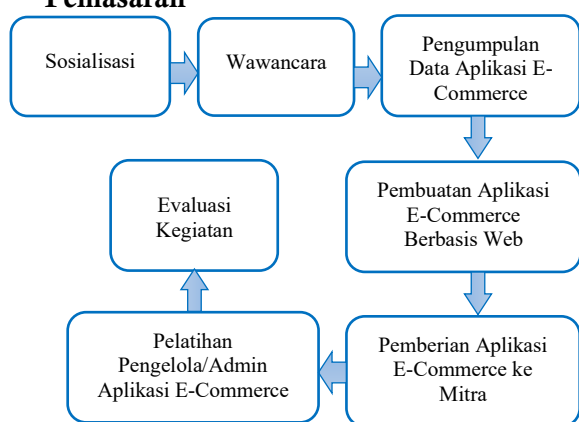 Pemasaran
Sosialisasi
Wawancara
Pengumpulan
Data Aplikasi E-
Commerce
Pembuatan Aplikasi
E-Commerce
Berbasis Web
Pemberian Aplikasi
E-Commerce ke
Mitra
Pelatihan
Pengelola/Admin
Aplikasi E-Commerce
Evaluasi
Kegiatan